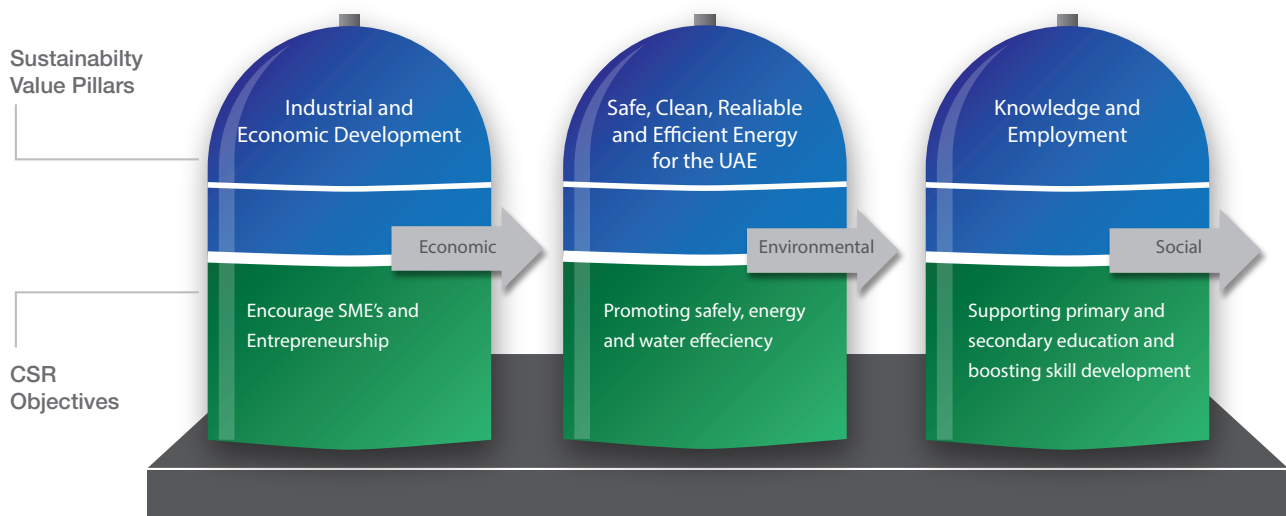 Sustainabilty
Value Pillars
Industrial and
Economic Development
Safe, Clean, Realiable
and Efficient Energy
for the UAE
Knowledge and
Employment
Economic
Environmental
Social
CSR
Objectives
Encourage SME's and
Entrepreneurship
Promoting safely, energy
and water effeciency
Supporting primary and
secondary education and
boosting skill development